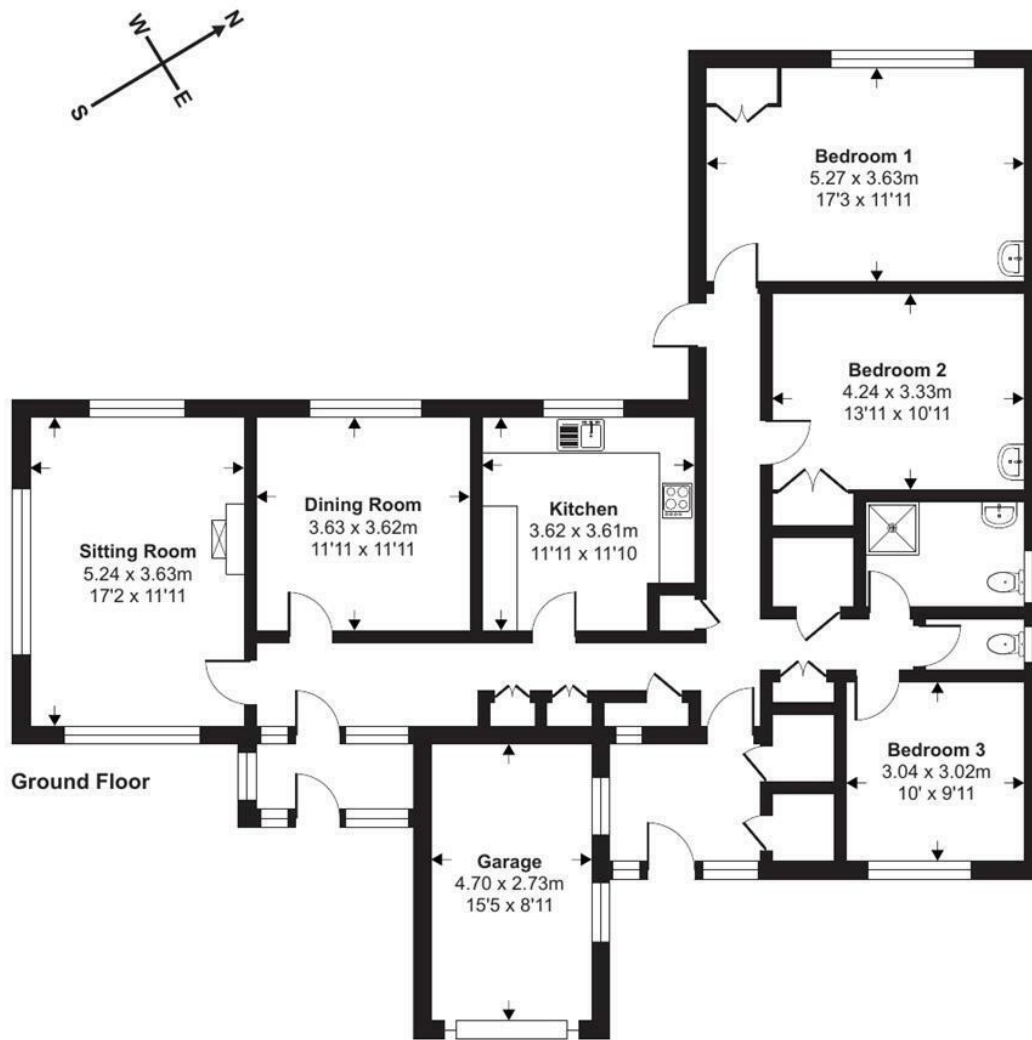 W
N
S
E
Bedroom 1
5.27 x 3.63m
17'3 x 11'11
Bedroom 2
4.24 x 3.33m
13'11 x 10'11
Sitting Room
5.24 x 3.63m
17'2 x 11'11
Dining Room
3.63 x 3.62m
11'11 x 11'11
Kitchen
3.62 x 3.61m
11'11 x 11'10
Bedroom 3
3.04 x 3.02m
10' x 9'11
Ground Floor
Garage
4.70 x 2.73m
15'5 x 8'11